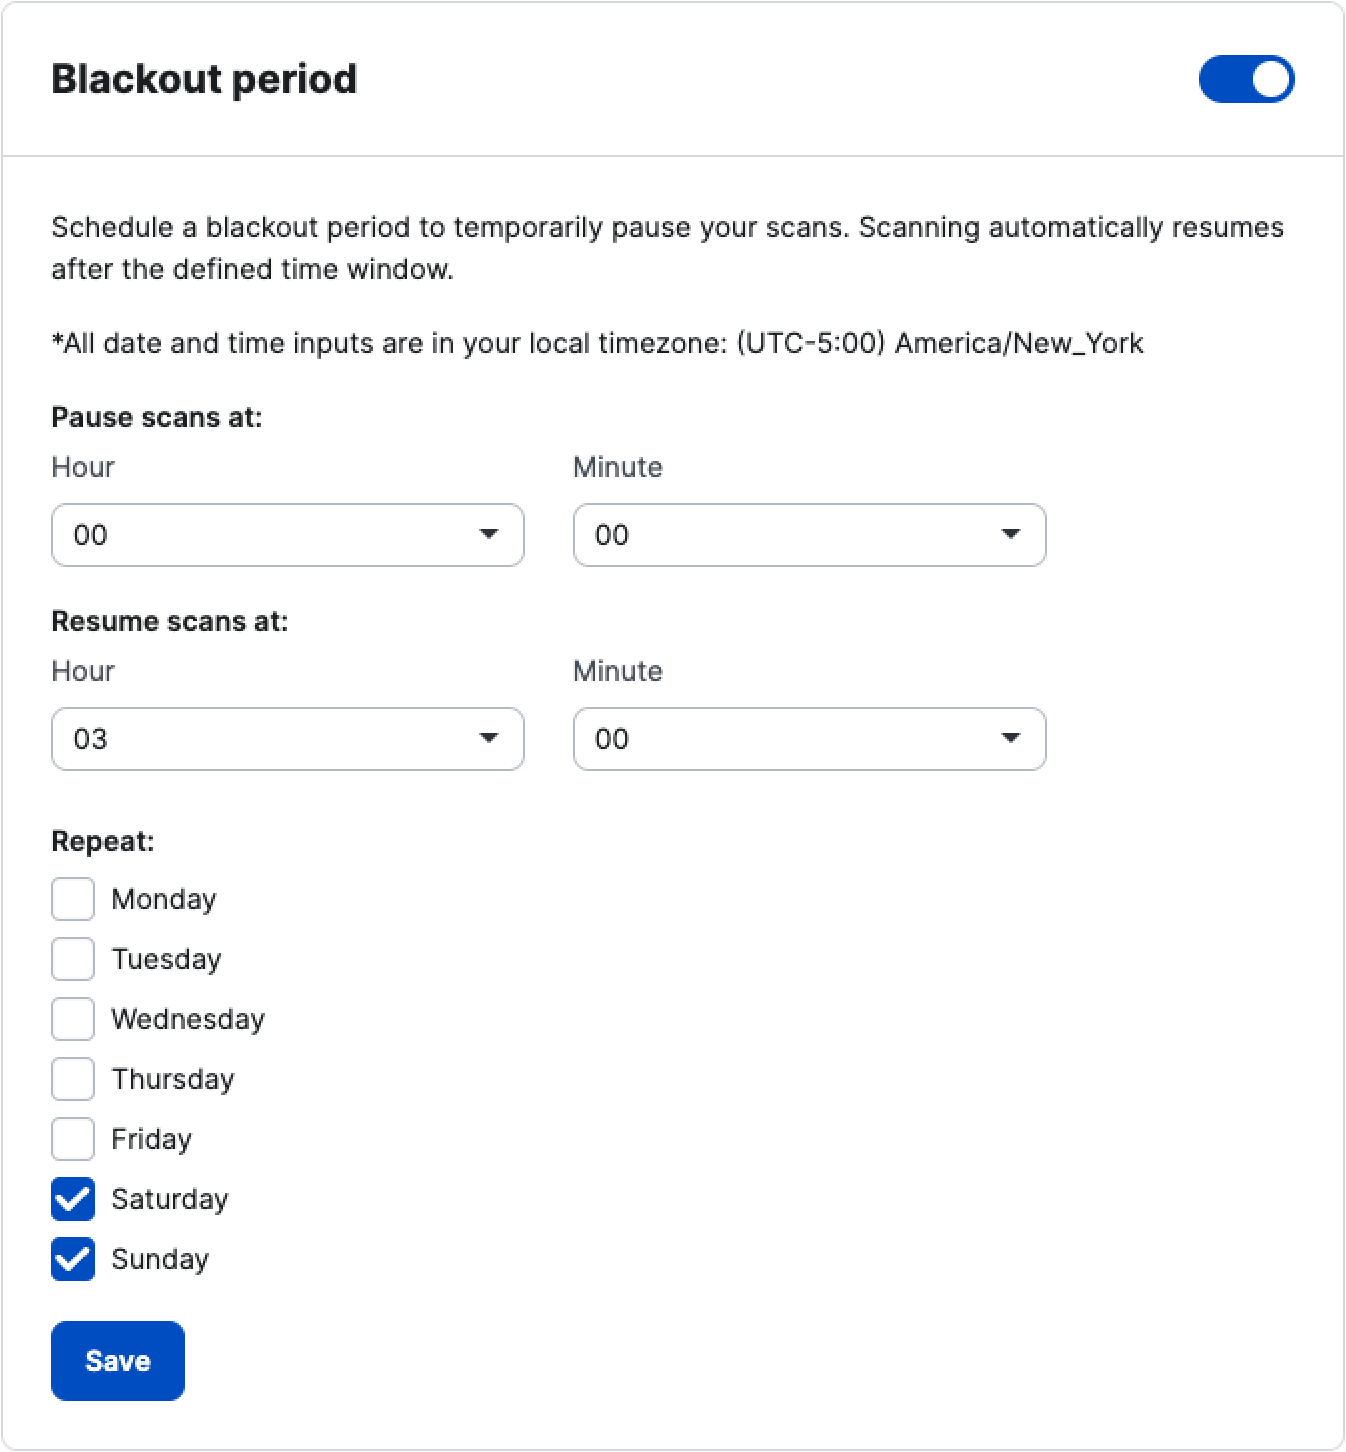 Blackout period
Schedule a blackout period to temporarily pause your scans. Scanning automatically resumes
after the defined time window.
*All date and time inputs are in your local timezone: (UTC-5:00) America/New_York
Pause scans at:
Hour Minute
00 00
Resume scans at:
Hour Minute
03 00
Repeat:
Monday
Tuesday
Wednesday
Thursday
Friday
Saturday
Sunday
Save